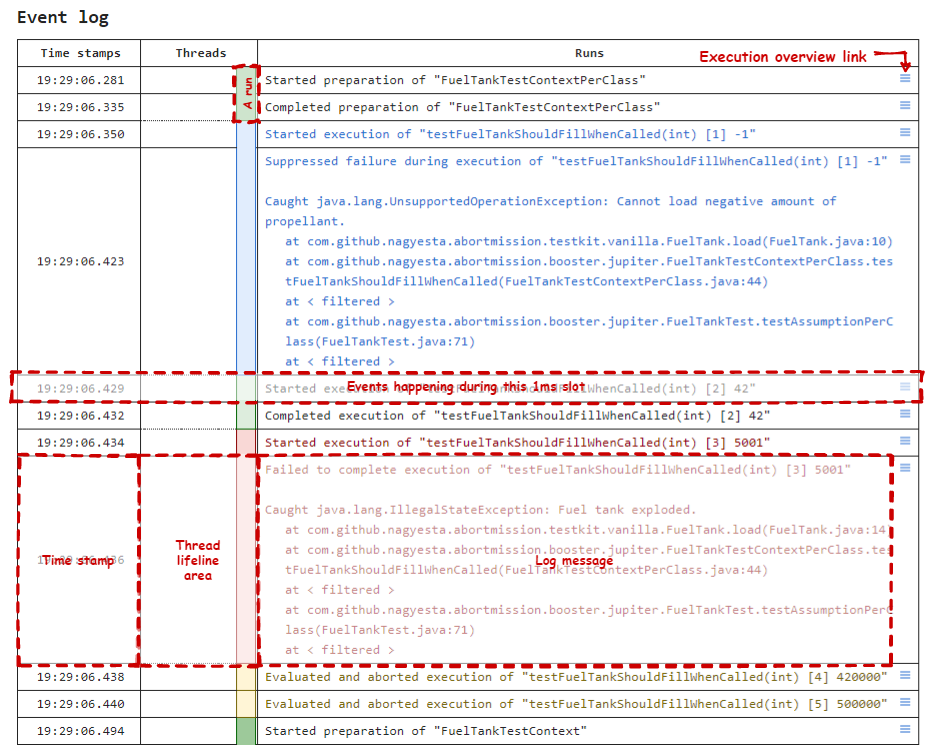 Event log
Time stamps Threads Runs
Execution overview link
19:29:06.281 Started preparation of "FuelTankTestContextPerClass"
A run
19:29:06.335 Completed preparation of "FuelTankTestContextPerClass"
19:29:06.350 Started execution of "testFuelTankShouldFillWhenCalled(int) [1] -1"
Suppressed failure during execution of "testFuelTankShouldFillWhenCalled(int) [1] -1"
Caught java.lang.UnsupportedOperationException: Cannot load negative amount of
propellant.
at com.github.nagyesta.abortmission.testkit.vanilla.FuelTank.load(FuelTank.java:10)
19:29:06.423 at com.github.nagyesta.abortmission.booster.jupiter.FuelTankTestContextPerClass.tes
tFuelTankShouldFillWhenCalled(FuelTankTestContextPerClass.java:44)
at < filtered >
at com.github.nagyesta.abortmission.booster.jupiter.FuelTankTest.testAssumptionPerC
lass(FuelTankTest.java:71)
at < filtered >
19:29:06.429 Started (int) [2] 42"
Events happening during this 1ms slot
19:29:06.432 Completed execution of "testFuelTankShouldFillWhenCalled(int) [2] 42"
19:29:06.434 Started execution of "testFuelTankShouldFillWhenCalled(int) [3] 5001"
Failed to complete execution of "testFuelTankShouldFillWhenCalled(int) [3] 5001"
Caught java.lang.IllegalStateException: Fuel tank exploded.
at com.github.nagyesta.abortmission.testkit.vanilla.FuelTank.load(FuelTank.java:14
at com.github.nagyesta.abortmission.booster.jupiter.FuelTankTestContextPerClass.tes
Time stamp
Thread
lifeline
area
Log message
tFuelTankShouldFillWhenCalled(FuelTankTestContextPerClass.java:44)
at < filtered >
at com.github.nagyesta.abortmission.booster.jupiter.FuelTankTest.testAssumptionPerC
lass(FuelTankTest.java:71)
at < filtered >
19:29:06.438 Evaluated and aborted execution of "testFuelTankShouldFillWhenCalled(int) [4] 420000"
19:29:06.440 Evaluated and aborted execution of "testFuelTankShouldFillWhenCalled(int) [5] 500000"
19:29:06.494 Started preparation of "FuelTankTestContext"